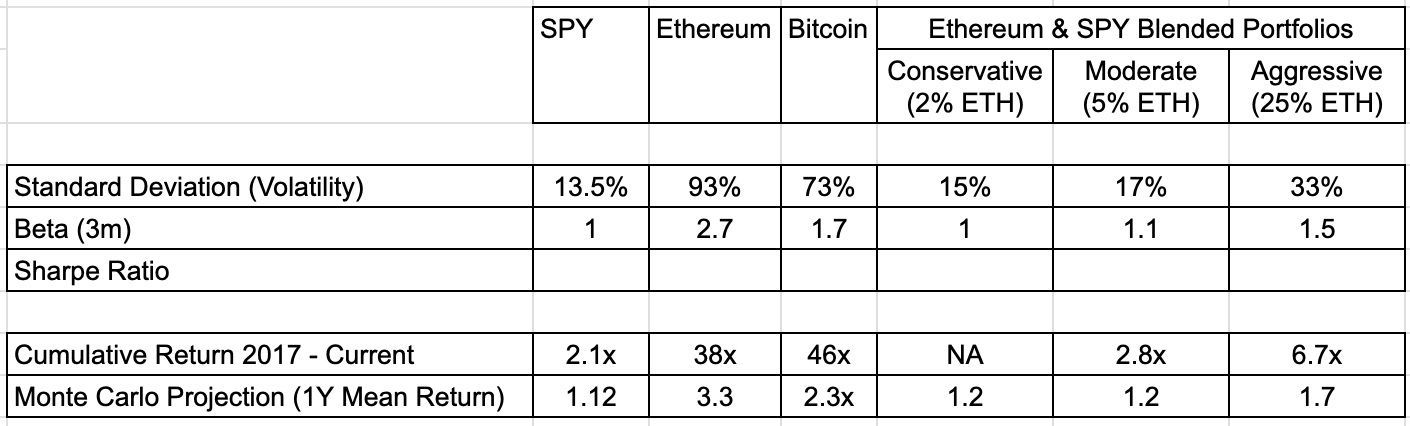 SPY Ethereum Bitcoin Ethereum & SPY Blended Portfolios
Conservative Moderate Aggressive
(2% ETH) (5% ETH) (25% ETH)
Standard Deviation (Volatility) 13.5% 93% 73% 15% 17% 33%
Beta (3m) 1 2.7 1.7 1 1.1 1.5
Sharpe Ratio
Cumulative Return 2017 - Current 2.1x 38x 46x NA 2.8x 6.7x
Monte Carlo Projection (1Y Mean Return) 1.12 3.3 2.3x 1.2 1.2 1.7